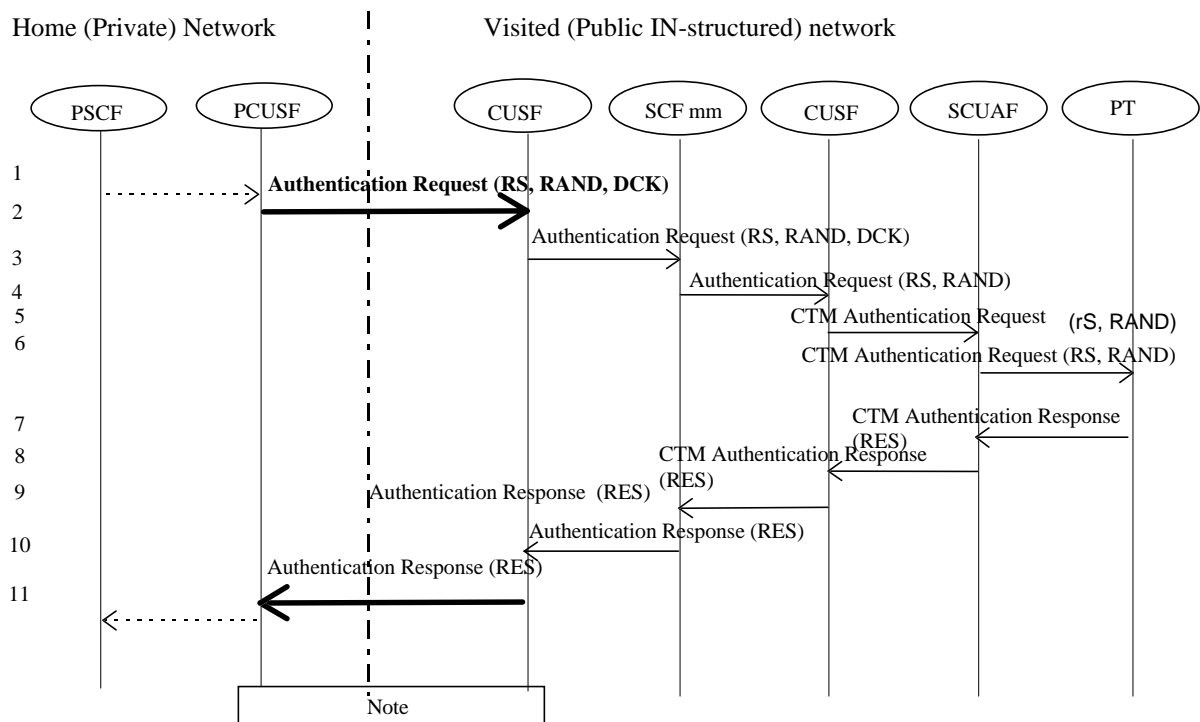 Home (Private) Network
Visited (Public IN-structured) network
PSCF
PCUSF
CUSF
SCF mm
CUSF
SCUAF
PT
1
Authentication Request (RS, RAND, DCK)
2
Authentication Request (RS, RAND, DCK)
3
Authentication Request (RS, RAND)
4
5
CTM Authentication Request (rS, RAND)
6
CTM Authentication Request (RS, RAND)
7
CTM Authentication Response
(RES)
8
CTM Authentication Response
(RES)
9
Authentication Response (RES)
Authentication Response (RES)
10
Authentication Response (RES)
11
Note